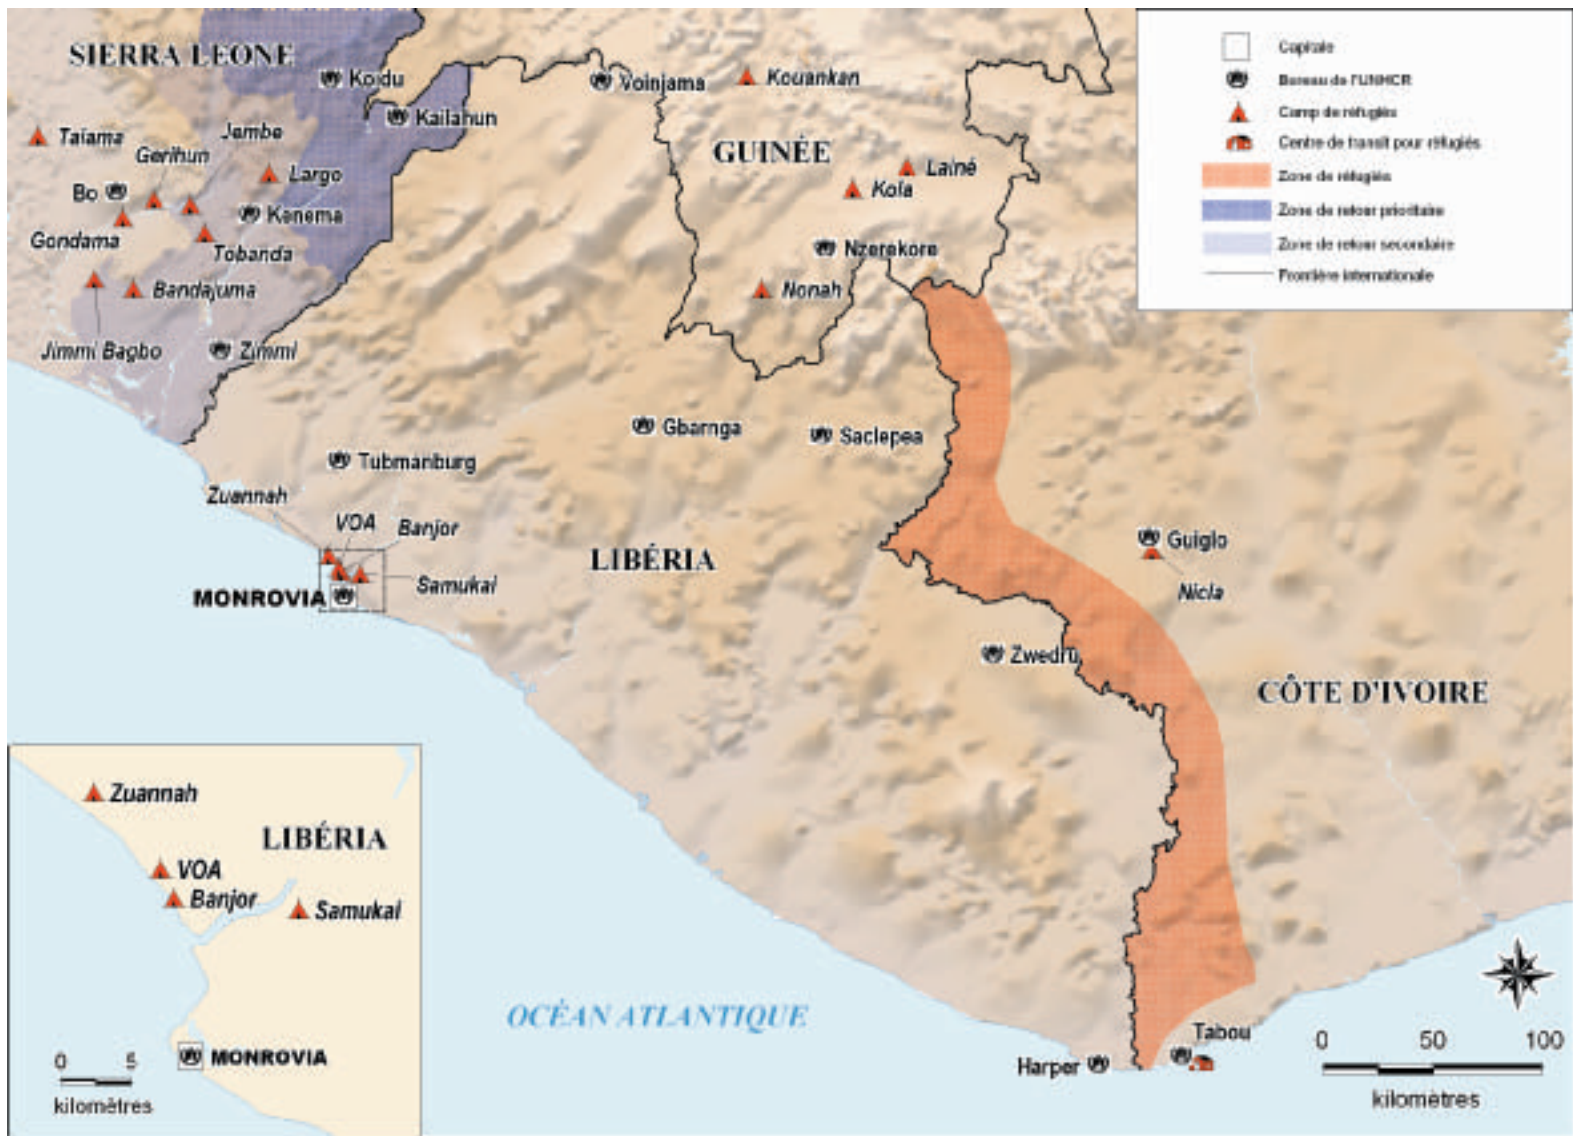 SIERRA LEONE
Koidu
Voinjama
Kouankan
Kailahun
Taiama
Jembe
Gerihun
GUINÉE
Largo
Lainé
Bo
Kola
Kenema
Gondama
Tobanda
Nzerekore
Bandajuma
Nonah
Jimmi Bagbo
Zimmi
Gbarnga
Saclepea
Tubmanburg
Zuannah
VOA
Banjor
LIBÉRIA
Guiglo
MONROVIA
Samukai
Nicla
Zwedru
CÔTE D'IVOIRE
OCÉAN ATLANTIQUE
Tabou
Harper
0 50 100
kilomètres
Capitale
Bureau de l'UNHCR
Camp de réfugiés
Centre de transit pour réfugiés
Zone de réfugiés
Zone de retour prioritaire
Zone de retour secondaire
Frontière internationale
Zuannah
LIBÉRIA
VOA
Banjor
Samukai
MONROVIA
0 5
kilomètres